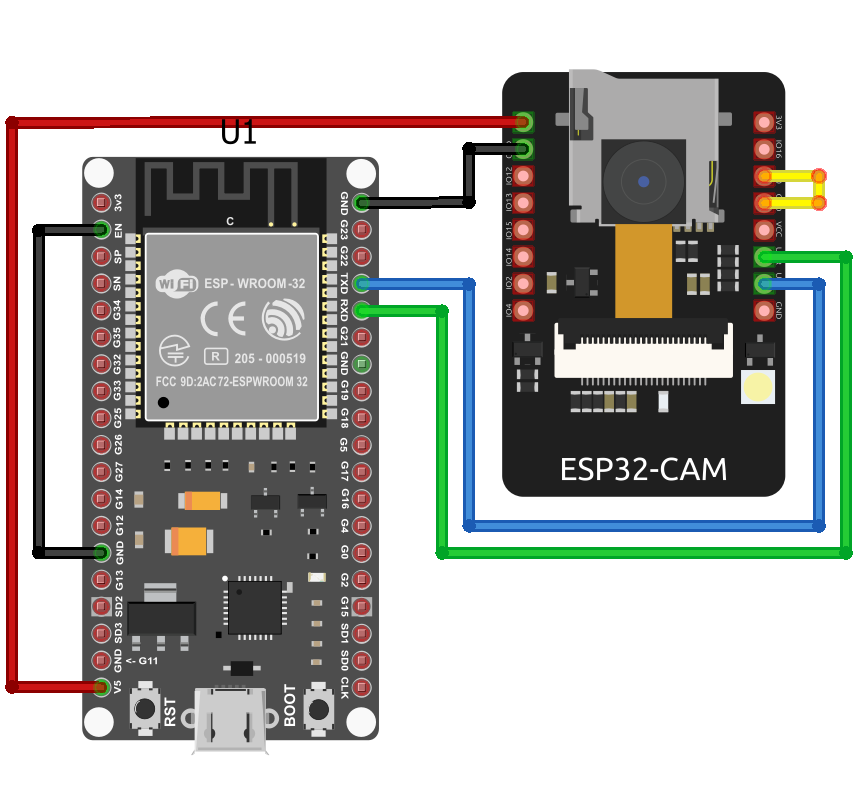 U1
3v3
EN
SP
SN
G34
G35
G32
G33
G25
G26
G27
G14
G12
GND
G13
SD2
SD3
GND
<- G11
V5
C
WiFi
ESP - WROOM -32
CE
R
205 - 000519
FCC 9D:2AC72-ESPWROOM 32
RST
BOOT
GND
G23
G22
TXD
RXD
G21
GND
G19
G18
G5
G17
G16
G4
G0
G2
G15
SD1
SD0
CLK
IO12
IO13
IO15
IO14
IO2
IO4
3V3
IO16
VCC
GND
ESP32-CAM